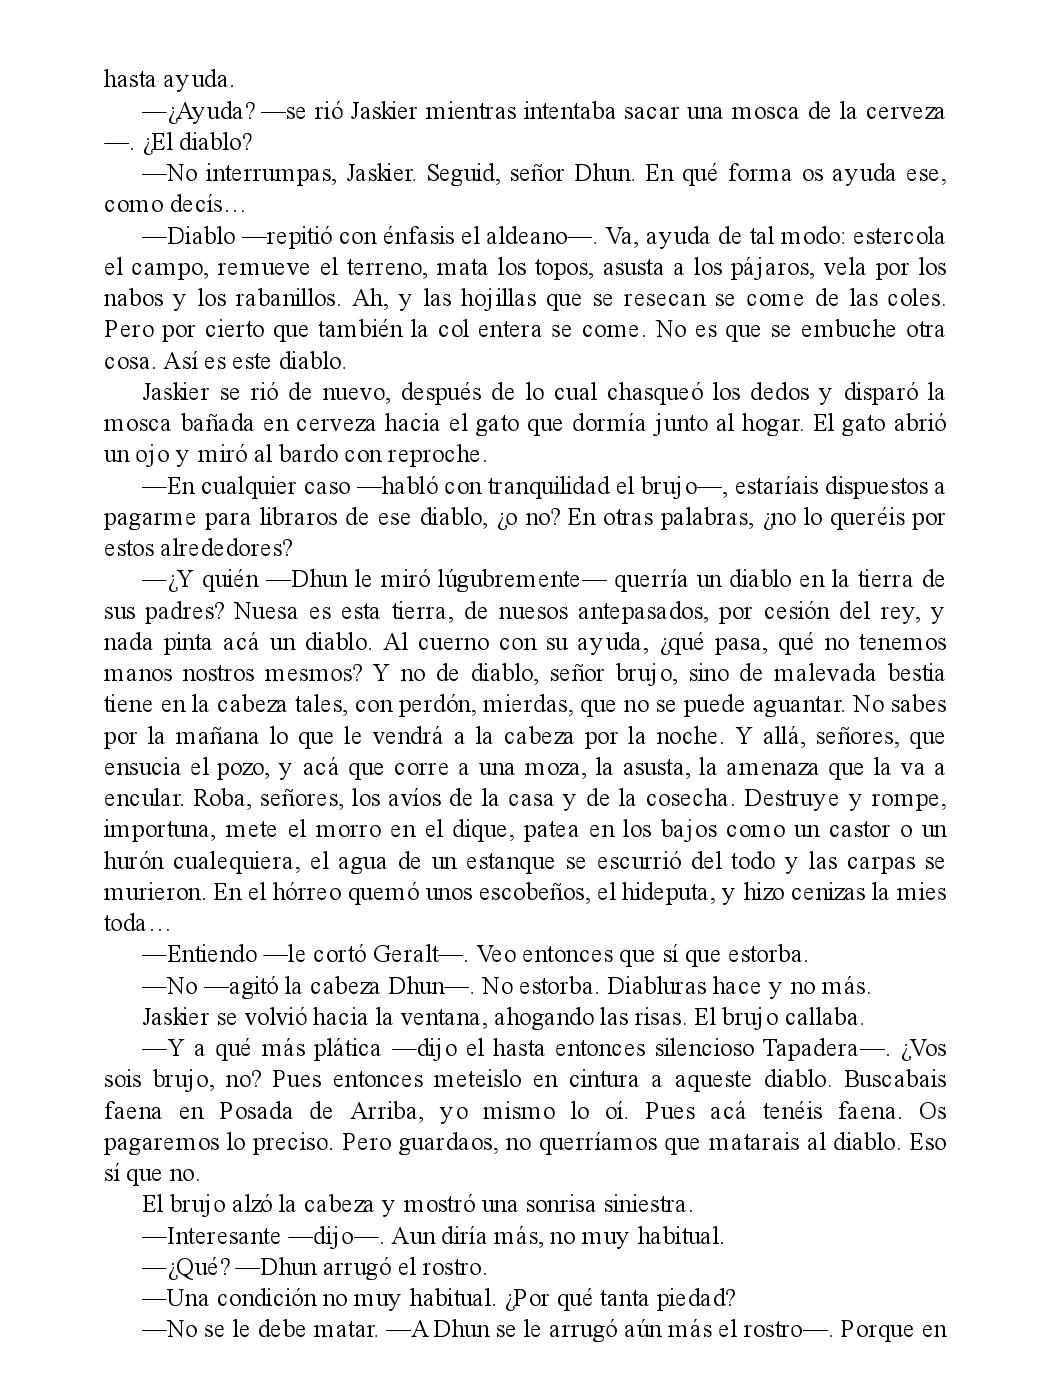 hasta ayuda.
—¿Ayuda? —se rió Jaskier mientras intentaba sacar una mosca de la cerveza
—. ¿El diablo?
—No interrumpas, Jaskier. Seguid, señor Dhun. En qué forma os ayuda ese,
como decís…
—Diablo —repitió con énfasis el aldeano—. Va, ayuda de tal modo: estercola
el campo, remueve el terreno, mata los topos, asusta a los pájaros, vela por los
nabos y los rabanillos. Ah, y las hojillas que se resecan se come de las coles.
Pero por cierto que también la col entera se come. No es que se embuche otra
cosa. Así es este diablo.
Jaskier se rió de nuevo, después de lo cual chasqueó los dedos y disparó la
mosca bañada en cerveza hacia el gato que dormía junto al hogar. El gato abrió
un ojo y miró al bardo con reproche.
—En cualquier caso —habló con tranquilidad el brujo—, estaríais dispuestos a
pagarme para libraros de ese diablo, ¿o no? En otras palabras, ¿no lo queréis por
estos alrededores?
—¿Y quién —Dhun le miró lúgubremente— querría un diablo en la tierra de
sus padres? Nuesa es esta tierra, de nuesos antepasados, por cesión del rey, y
nada pinta acá un diablo. Al cuerno con su ayuda, ¿qué pasa, qué no tenemos
manos nostros mesmos? Y no de diablo, señor brujo, sino de malevada bestia
tiene en la cabeza tales, con perdón, mierdas, que no se puede aguantar. No sabes
por la mañana lo que le vendrá a la cabeza por la noche. Y allá, señores, que
ensucia el pozo, y acá que corre a una moza, la asusta, la amenaza que la va a
encular. Roba, señores, los avíos de la casa y de la cosecha. Destruye y rompe,
importuna, mete el morro en el dique, patea en los bajos como un castor o un
hurón cualequiera, el agua de un estanque se escurrió del todo y las carpas se
murieron. En el hórreo quemó unos escobeños, el hideputa, y hizo cenizas la mies
toda…
—Entiendo —le cortó Geralt—. Veo entonces que sí que estorba.
—No —agitó la cabeza Dhun—. No estorba. Diabluras hace y no más.
Jaskier se volvió hacia la ventana, ahogando las risas. El brujo callaba.
—Y a qué más plática —dijo el hasta entonces silencioso Tapadera—. ¿Vos
sois brujo, no? Pues entonces meteislo en cintura a aqueste diablo. Buscabais
faena en Posada de Arriba, yo mismo lo oí. Pues acá tenéis faena. Os
pagaremos lo preciso. Pero guardaos, no querríamos que matarais al diablo. Eso
sí que no.
El brujo alzó la cabeza y mostró una sonrisa siniestra.
—Interesante —dijo—. Aun diría más, no muy habitual.
—¿Qué? —Dhun arrugó el rostro.
—Una condición no muy habitual. ¿Por qué tanta piedad?
—No se le debe matar. —A Dhun se le arrugó aún más el rostro—. Porque en